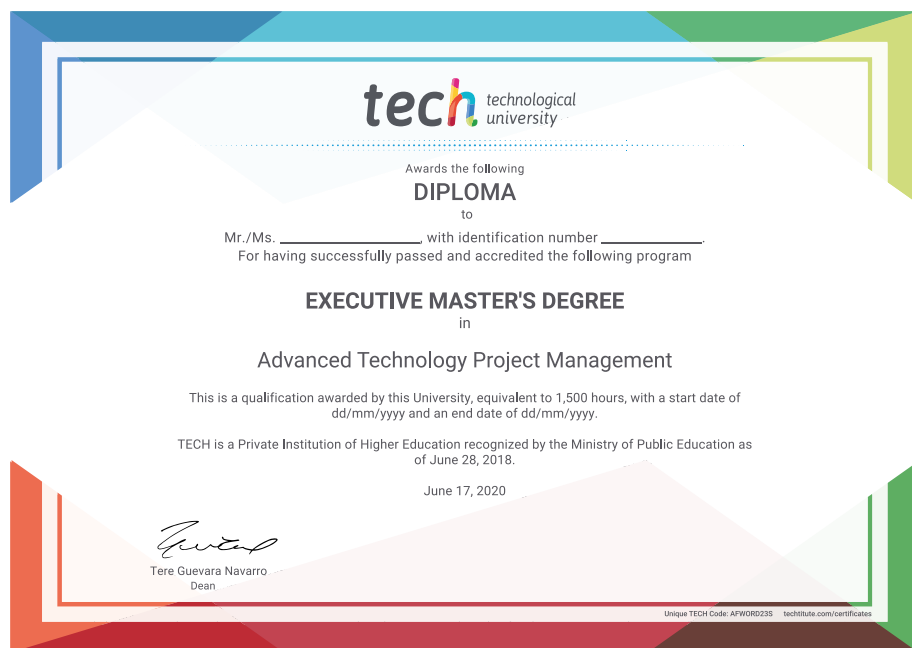 tech technological
university
Awards the following
DIPLOMA
to
Mr./Ms. ____________________, with identification number ______________.
For having successfully passed and accredited the following program
EXECUTIVE MASTER'S DEGREE
in
Advanced Technology Project Management
This is a qualification awarded by this University, equivalent to 1,500 hours, with a start date of
dd/mm/yyyy and an end date of dd/mm/yyyy.
TECH is a Private Institution of Higher Education recognized by the Ministry of Public Education as
of June 28, 2018.
June 17, 2020
Tere Guevara Navarro
Dean
Unique TECH Code: AFWORD23S techtitute.com/certificates